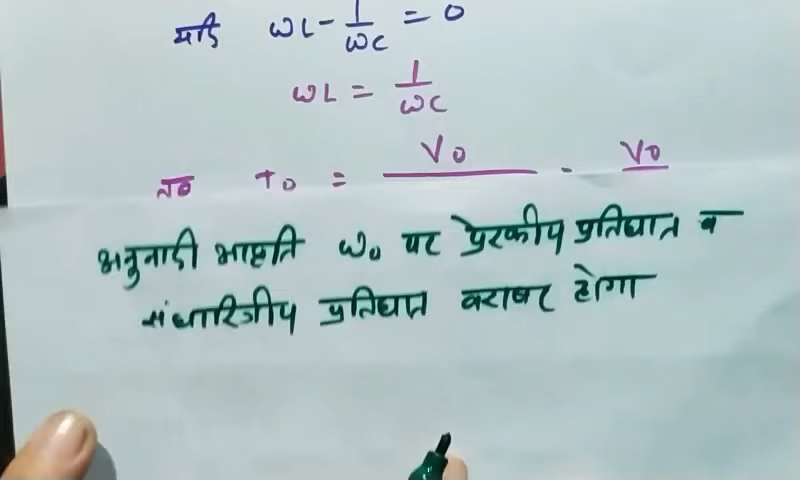 यदि ωL - 1/ωC = 0
ωL = 1/ωC
तब I0 = V0/ . V0/
अनुनादी आवृति ω0 पर प्रेरकीय प्रतिघात व
संधारित्रीय प्रतिघात बराबर होगा